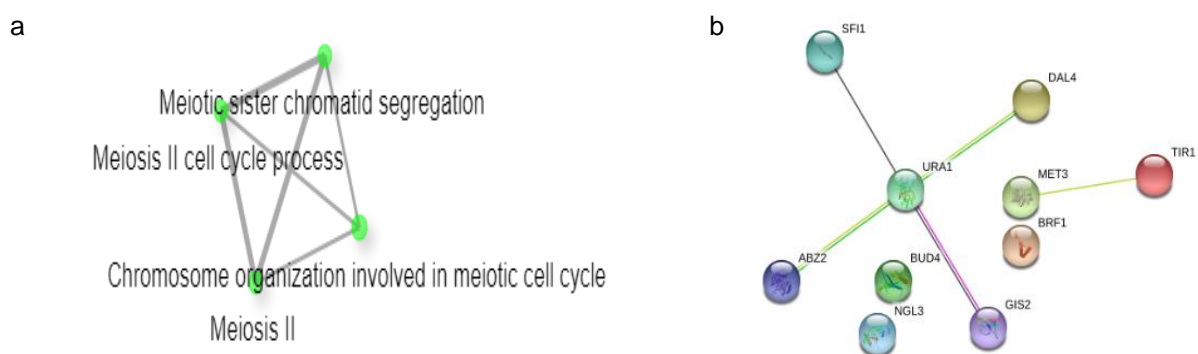 a
Meiotic sister chromatid segregation
Meiosis II cell cycle process
Chromosome organization involved in meiotic cell cycle
Meiosis II
b
SFI1
DAL4
TIR1
URA1
MET3
BRF1
ABZ2
BUD4
NGL3
GIS2